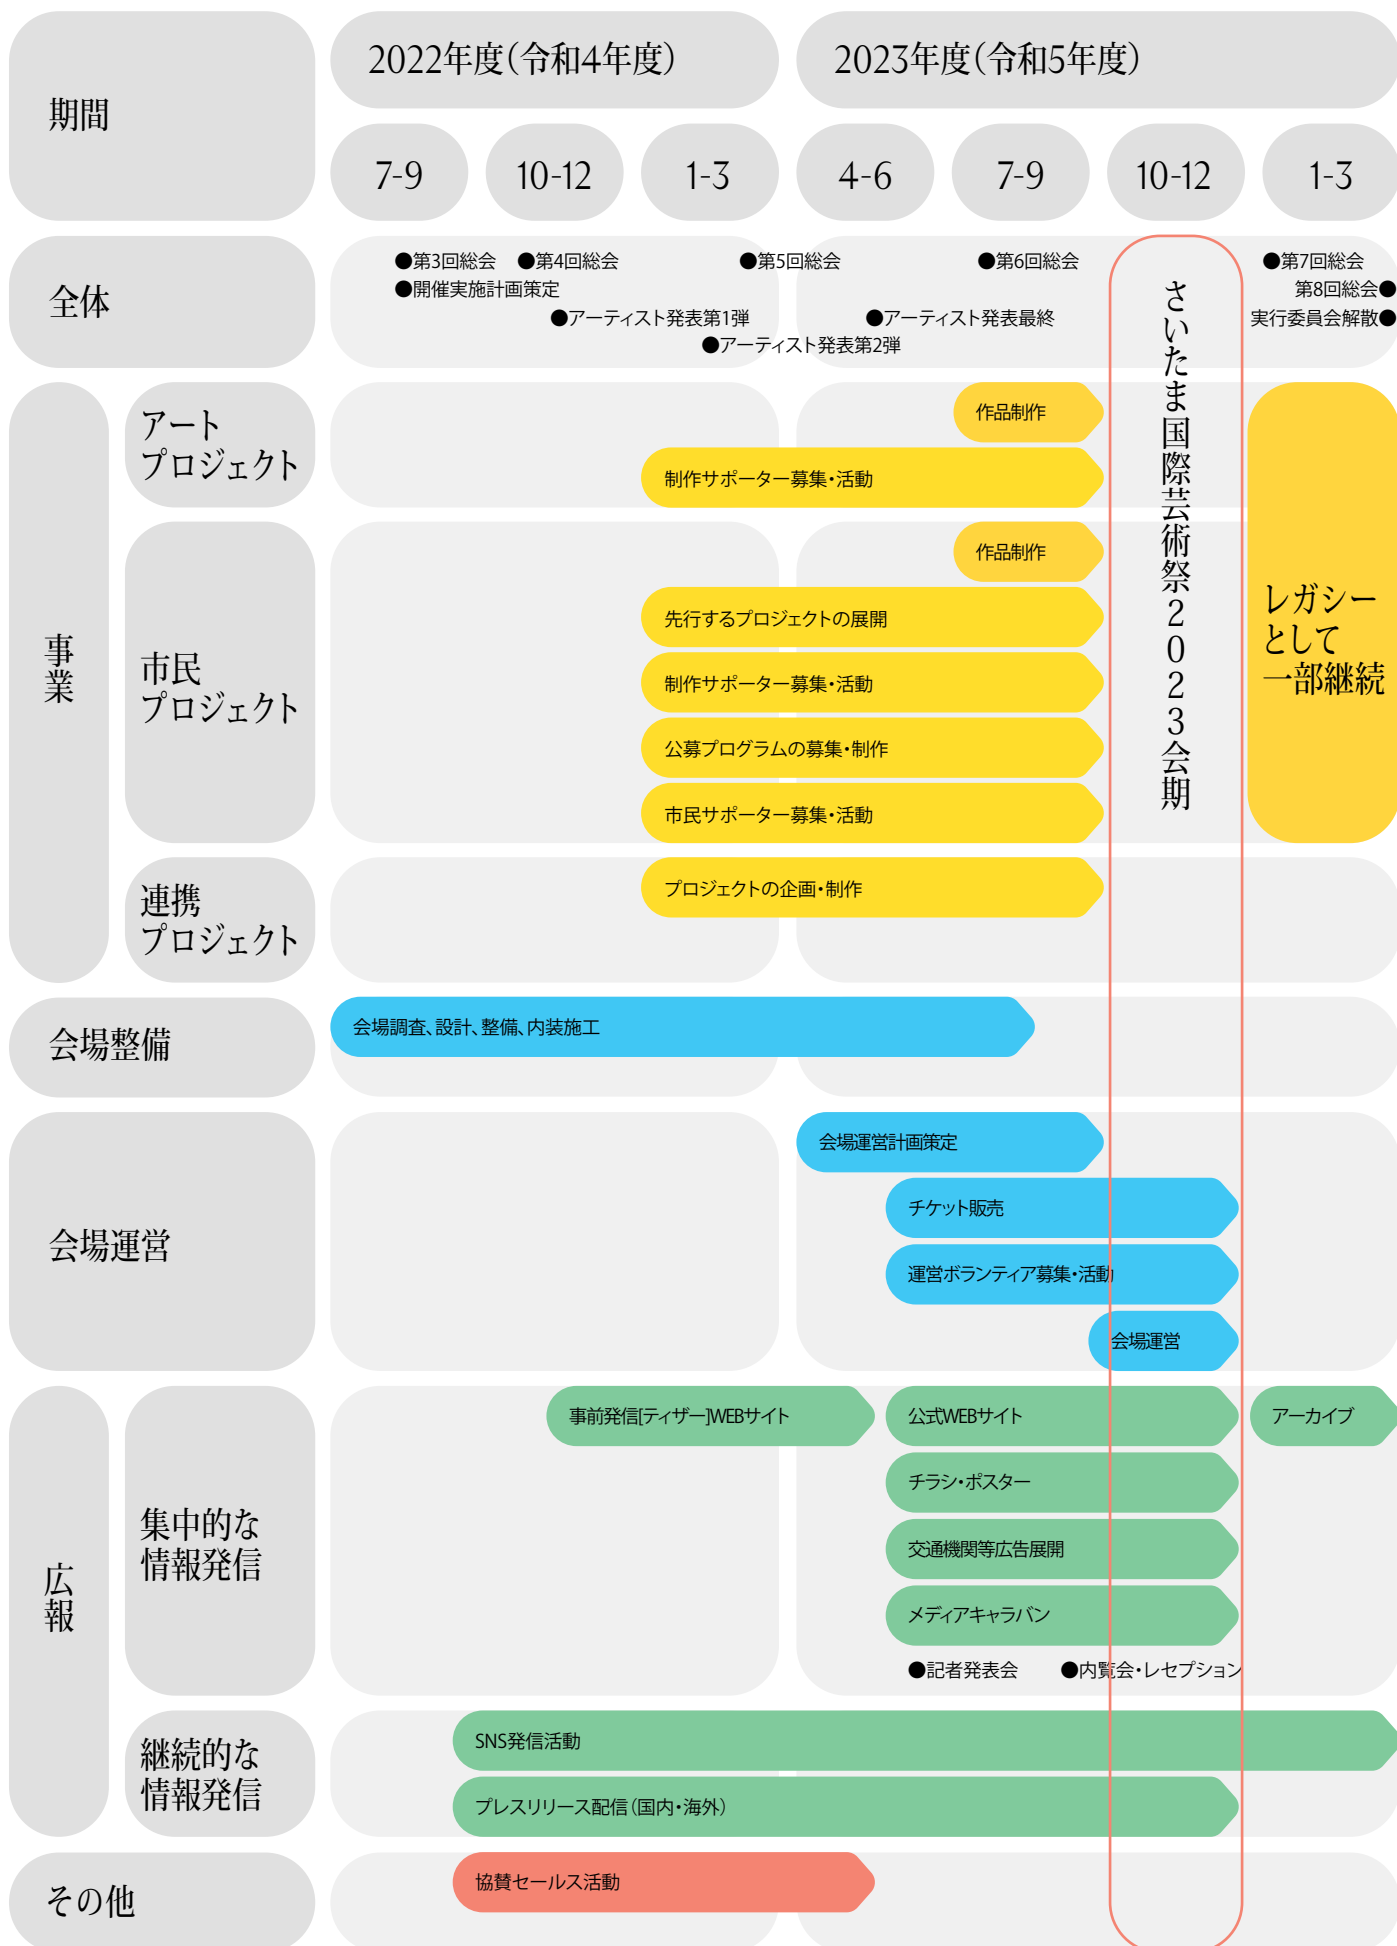 期間
2022年度(令和4年度)
2023年度(令和5年度)
7-9
10-12
1-3
4-6
7-9
10-12
1-3
全体
●第3回総会
●第4回総会
●第5回総会
●第6回総会
●第7回総会
●開催実施計画策定
第8回総会●
●アーティスト発表第1弾
●アーティスト発表最終
実行委員会解散●
●アーティスト発表第2弾
さいたま国際芸術祭2023会期
事業
アート
プロジェクト
作品制作
制作サポーター募集・活動
市民
プロジェクト
作品制作
先行するプロジェクトの展開
制作サポーター募集・活動
公募プログラムの募集・制作
市民サポーター募集・活動
レガシー
として
一部継続
連携
プロジェクト
プロジェクトの企画・制作
会場整備
会場調査、設計、整備、内装施工
会場運営
会場運営計画策定
チケット販売
運営ボランティア募集・活動
会場運営
広報
集中的な
情報発信
事前発信[ティザー]WEBサイト
公式WEBサイト
アーカイブ
チラシ・ポスター
交通機関等広告展開
メディアキャラバン
●記者発表会
●内覧会・レセプション
継続的な
情報発信
SNS発信活動
プレスリリース配信(国内・海外)
その他
協賛セールス活動